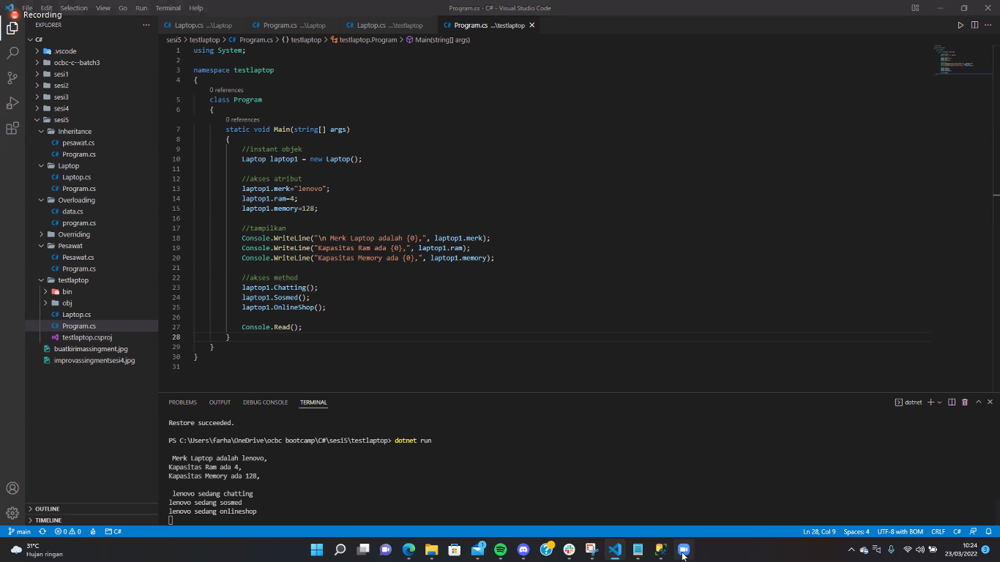 File Edit Selection View Go Run Terminal Help
Program.cs - C# - Visual Studio Code
Recording
EXPLORER
Laptop.cs ...\Laptop
Program.cs ...\Laptop
Laptop.cs ...\testlaptop
Program.cs ...\testlaptop
C#
.vscode
ocbc-c--batch3
sesi1
sesi2
sesi3
sesi4
sesi5
Inheritance
C# pesawat.cs
C# Program.cs
Laptop
C# Laptop.cs
C# Program.cs
Overloading
C# data.cs
C# program.cs
Overriding
Pesawat
C# Pesawat.cs
C# Program.cs
testlaptop
bin
obj
C# Laptop.cs
C# Program.cs
testlaptop.csproj
buatkirimassingment.jpg
improvassingmentsesi4.jpg
OUTLINE
TIMELINE
sesi5 > testlaptop > C# Program.cs > {} testlaptop > testlaptop.Program > Main(string[] args)
1 using System;
2
3 namespace testlaptop
4 {
0 references
5 class Program
6 {
0 references
7 static void Main(string[] args)
8 {
9 //instant objek
10 Laptop laptop1 = new Laptop();
11
12 //akses atribut
13 laptop1.merk="lenovo";
14 laptop1.ram=4;
15 laptop1.memory=128;
16
17 //tampilkan
18 Console.WriteLine("\n Merk Laptop adalah {0},", laptop1.merk);
19 Console.WriteLine("Kapasitas Ram ada {0},", laptop1.ram);
20 Console.WriteLine("Kapasitas Memory ada {0},", laptop1.memory);
21
22 //akses method
23 laptop1.Chatting();
24 laptop1.Sosmed();
25 laptop1.OnlineShop();
26
27 Console.Read();
28 }
29 }
30 }
31
PROBLEMS OUTPUT DEBUG CONSOLE TERMINAL
dotnet
Restore succeeded.
PS C:\Users\farha\OneDrive\ocbc bootcamp\C#\sesi5\testlaptop> dotnet run
Merk Laptop adalah lenovo,
Kapasitas Ram ada 4,
Kapasitas Memory ada 128,
lenovo sedang chatting
lenovo sedang sosmed
lenovo sedang onlineshop
main 0 0 C#
Ln 28, Col 9 Spaces: 4 UTF-8 with BOM CRLF C#
31°C
Hujan ringan
1
2
10:24
23/03/2022
3